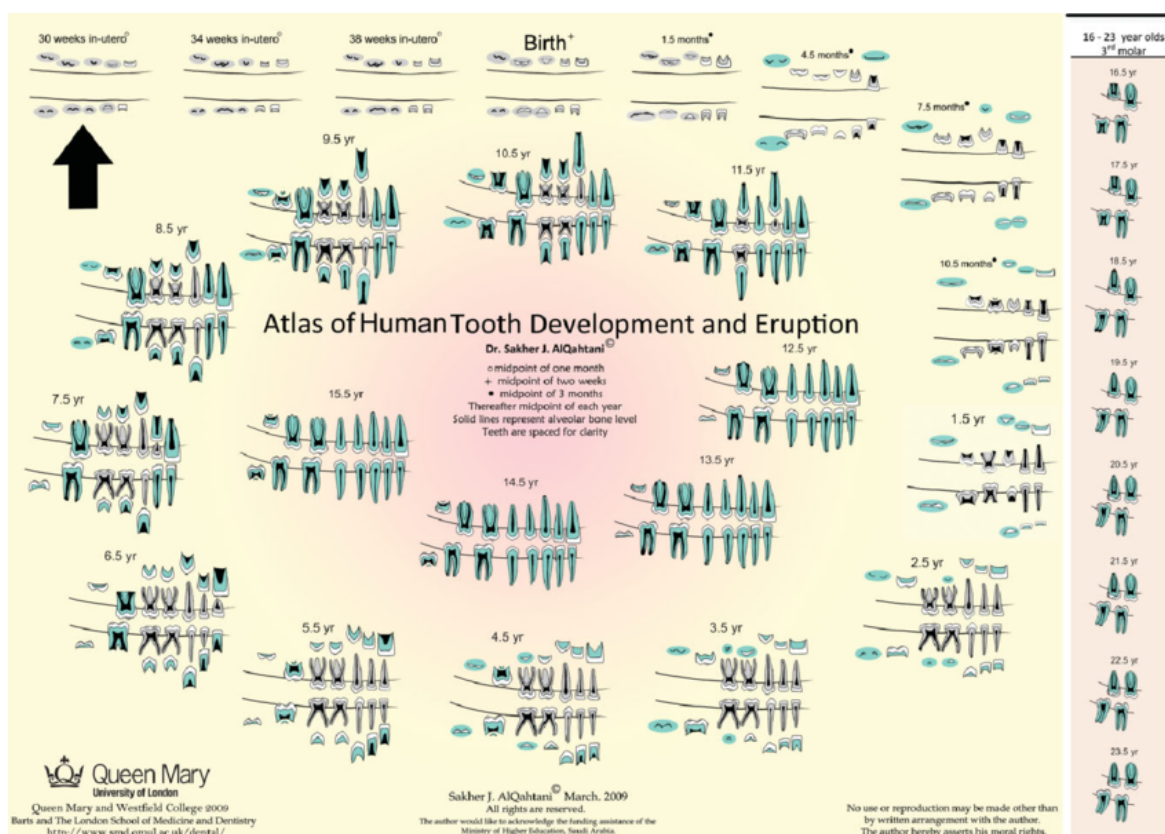 30 weeks in-utero○
34 weeks in-utero○
38 weeks in-utero○
Birth+
1.5 months●
4.5 months●
7.5 months●
9.5 yr
10.5 yr
11.5 yr
8.5 yr
10.5 months●
Atlas of Human Tooth Development and Eruption
Dr. Sakher J. AlQahtani©
○ midpoint of one month
+ midpoint of two weeks
● midpoint of 3 months
Thereafter midpoint of each year
Solid lines represent alveolar bone level
Teeth are spaced for clarity
12.5 yr
7.5 yr
15.5 yr
1.5 yr
13.5 yr
14.5 yr
6.5 yr
2.5 yr
5.5 yr
4.5 yr
3.5 yr
Queen Mary
University of London
Queen Mary and Westfield College 2009
Barts and The London School of Medicine and Dentistry
http://www.smd.qmul.ac.uk/dental/
Sakher J. AlQahtani© March. 2009
All rights are reserved.
The author would like to acknowledge the funding assistance of the
Ministry of Higher Education, Saudi Arabia.
No use or reproduction may be made other than
by written arrangement with the author.
The author hereby asserts his moral rights.
16 - 23 year olds
3rd molar
16.5 yr
17.5 yr
18.5 yr
19.5 yr
20.5 yr
21.5 yr
22.5 yr
23.5 yr